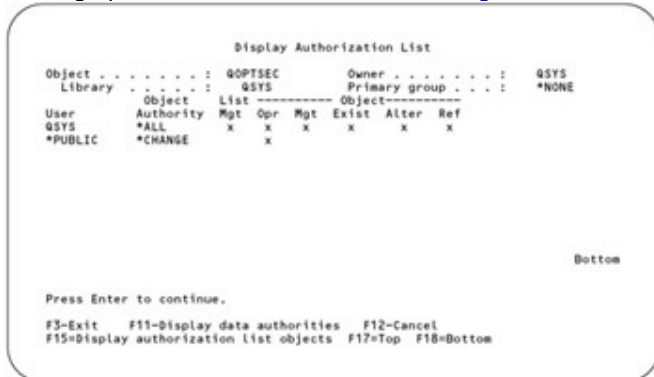 Display Authorization List
Object . . . . . . . : QOPTSEC Owner . . . . . . . : QSYS
Library . . . . . : QSYS Primary group . . . : *NONE
Object List ---------- Object----------
User Authority Mgt Opr Mgt Exist Alter Ref
QSYS *ALL x x x x x x
*PUBLIC *CHANGE x
Bottom
Press Enter to continue.
F3=Exit F11=Display data authorities F12=Cancel
F15=Display authorization list objects F17=Top F18=Bottom